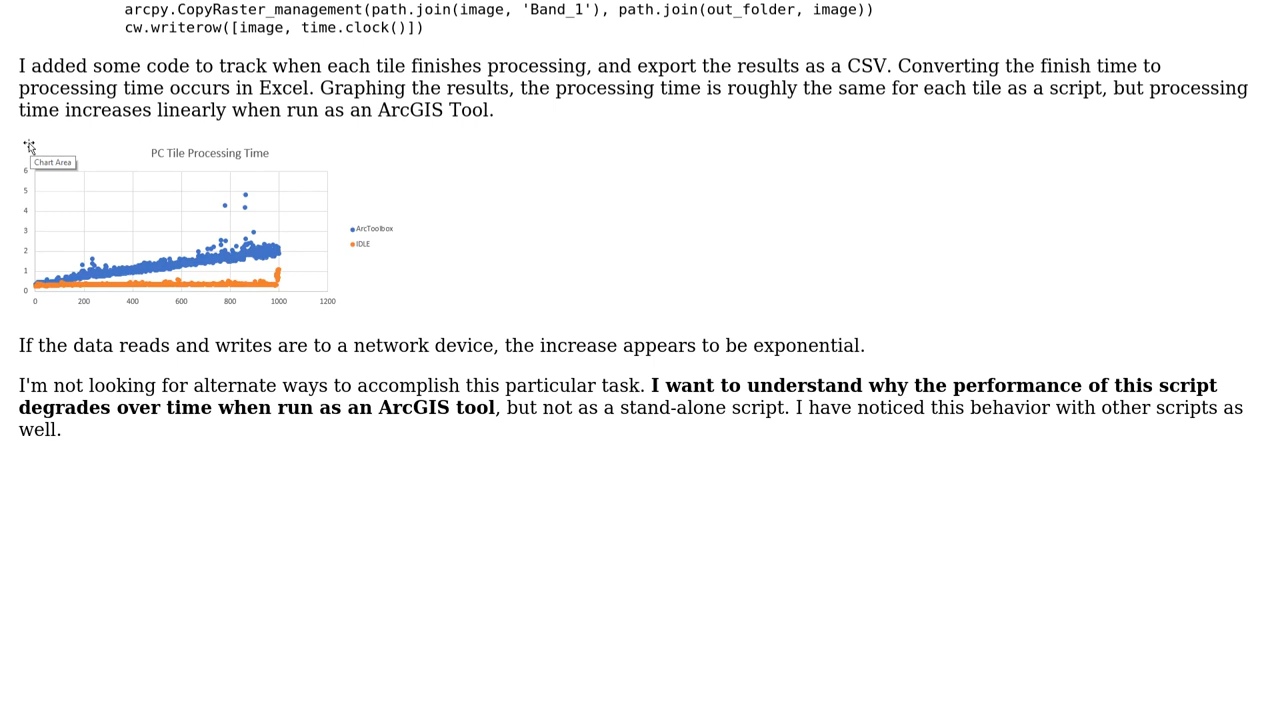 arcpy.CopyRaster_management(path.join(image, 'Band_1'), path.join(out_folder, image))
cw.writerow([image, time.clock()])
I added some code to track when each tile finishes processing, and export the results as a CSV. Converting the finish time to
processing time occurs in Excel. Graphing the results, the processing time is roughly the same for each tile as a script, but processing
time increases linearly when run as an ArcGIS Tool.
Chart Area
PC Tile Processing Time
6
5
4
3
2
1
0
0 200 400 600 800 1000 1200
ArcToolbox
IDLE
If the data reads and writes are to a network device, the increase appears to be exponential.
I'm not looking for alternate ways to accomplish this particular task. I want to understand why the performance of this script
degrades over time when run as an ArcGIS tool, but not as a stand-alone script. I have noticed this behavior with other scripts as
well.